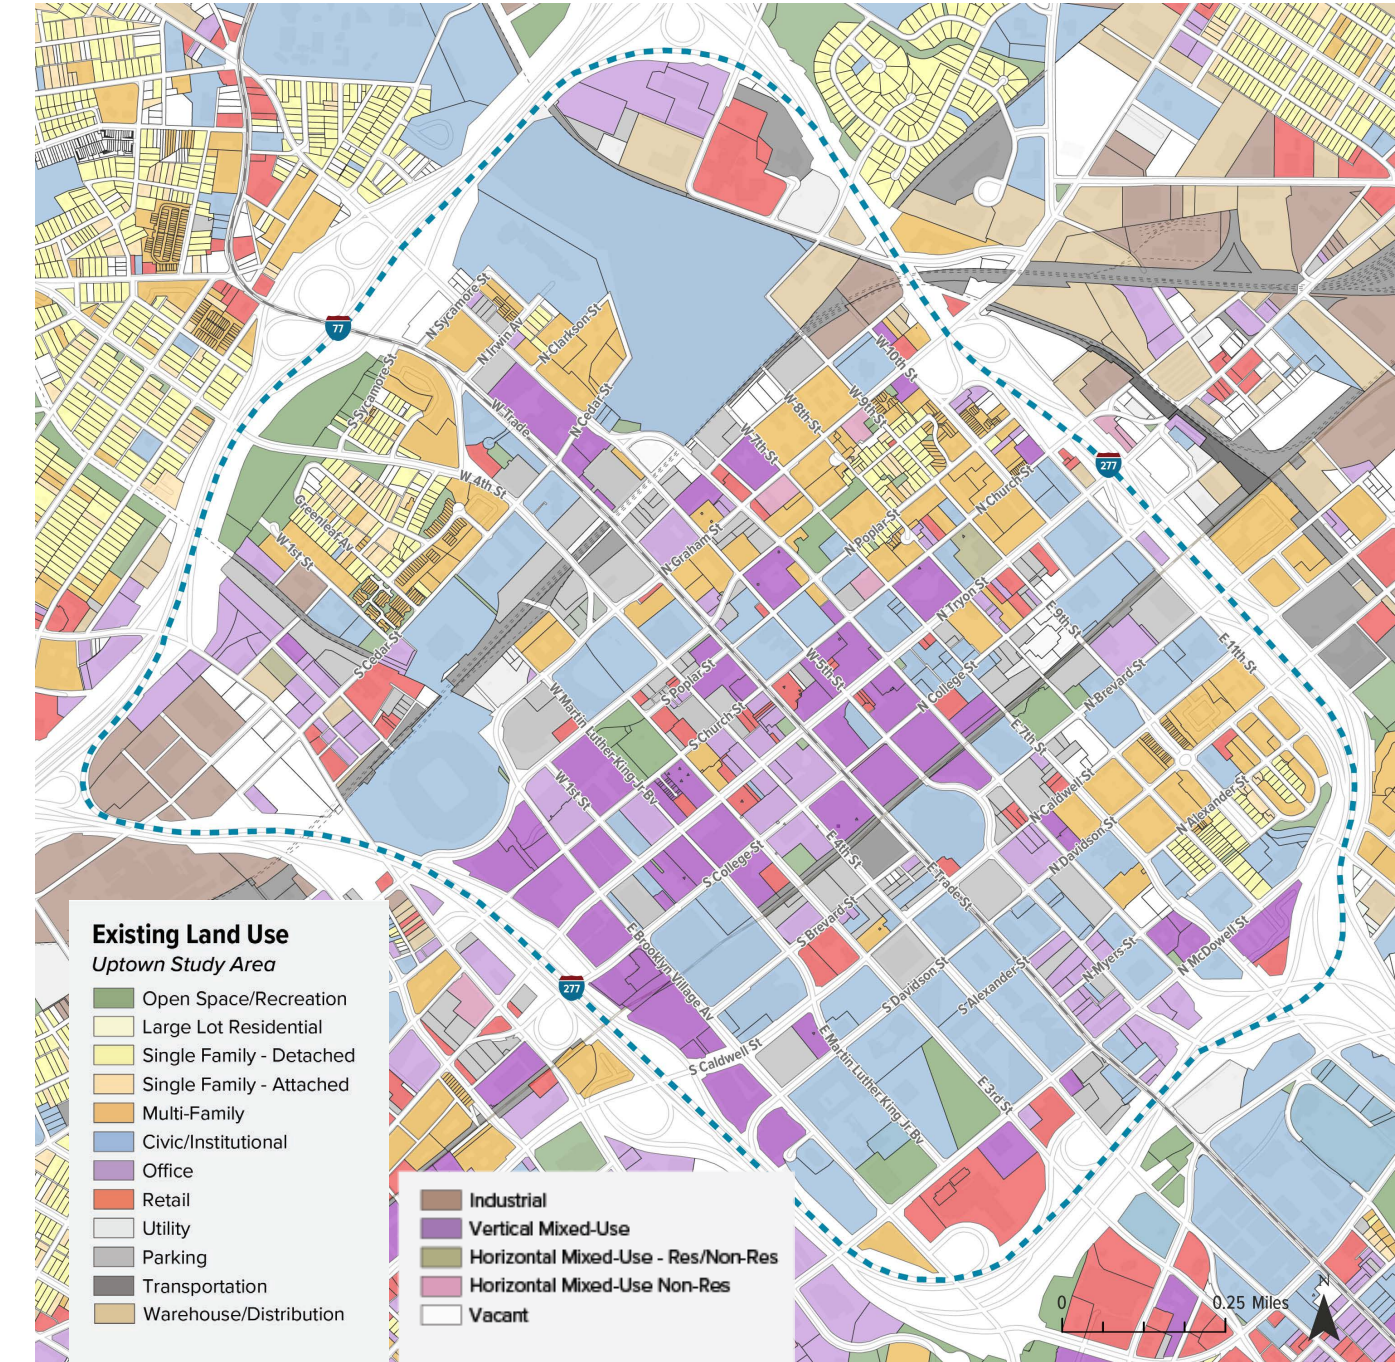 77
N Sycamore St
N Irwin Av
N Clarkson St
S Sycamore St
W Trade
N Cedar St
W 10th St
W 9th St
W 8th St
W 7th St
277
W 4th St
N Church St
Greenleaf Av
N Graham St
N Poplar St
W 1st St
N Tryon St
E 9th St
S Cedar St
W 5th St
E 11th St
S Poplar St
N College St
N Brevard St
W Martin Luther King Jr Bv
S Church St
E 7th St
W 1st St
N Caldwell St
N Alexander St
S College St
E 4th St
N Davidson St
E Trade St
S Brevard St
E Brooklyn Village Av
N Myers St
N McDowell St
S Davidson St
S Alexander St
277
S Caldwell St
E Martin Luther King Jr Bv
E 3rd St
Existing Land Use
Uptown Study Area
Open Space/Recreation
Large Lot Residential
Single Family - Detached
Single Family - Attached
Multi-Family
Civic/Institutional
Office
Retail
Utility
Parking
Transportation
Warehouse/Distribution
Industrial
Vertical Mixed-Use
Horizontal Mixed-Use - Res/Non-Res
Horizontal Mixed-Use Non-Res
Vacant
0 0.25 Miles
N